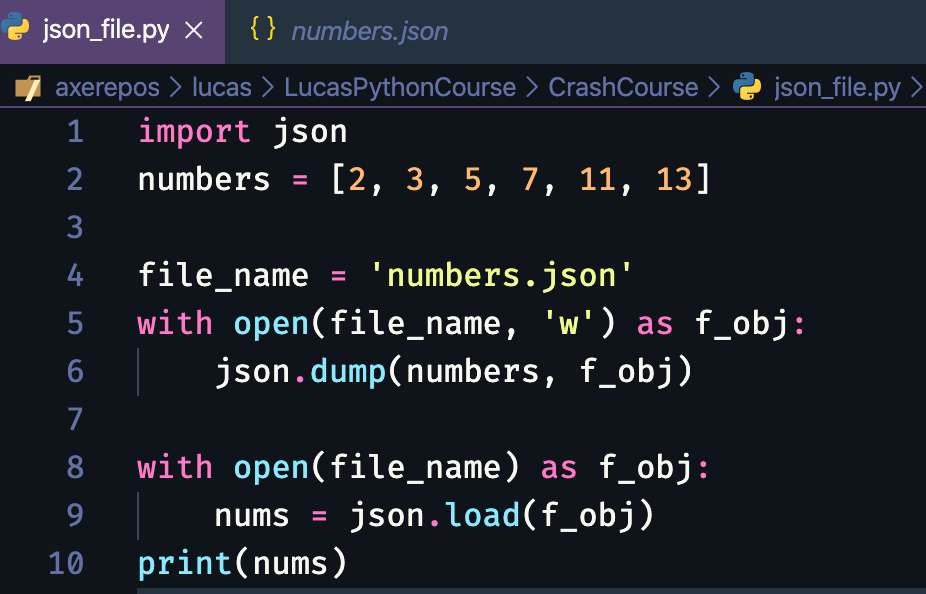 json_file.py ×
{ } numbers.json
axerepos > lucas > LucasPythonCourse > CrashCourse > json_file.py >
1 import json
2 numbers = [2, 3, 5, 7, 11, 13]
3
4 file_name = 'numbers.json'
5 with open(file_name, 'w') as f_obj:
6     json.dump(numbers, f_obj)
7
8 with open(file_name) as f_obj:
9     nums = json.load(f_obj)
10 print(nums)